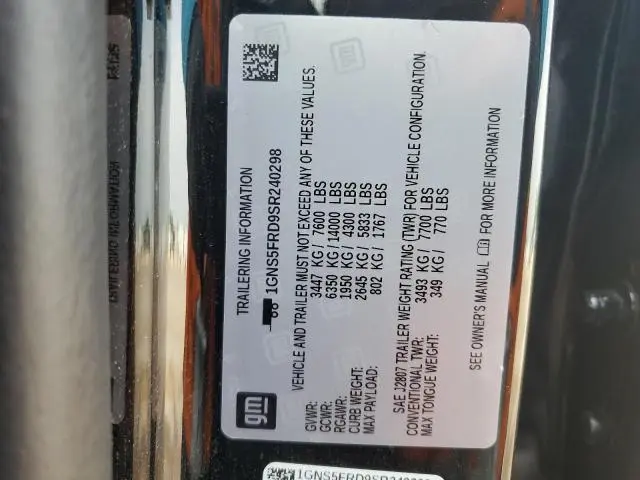 TRAILERING INFORMATION
1GNS5FRD9SR240298
VEHICLE AND TRAILER MUST NOT EXCEED ANY OF THESE VALUES.
GVWR: 3447 KG / 7600 LBS
GCWR: 6350 KG / 14000 LBS
RGAWR: 1950 KG / 4300 LBS
CURB WEIGHT: 2645 KG / 5833 LBS
MAX PAYLOAD: 802 KG / 1767 LBS
SAE J2807 TRAILER WEIGHT RATING (TWR) FOR VEHICLE CONFIGURATION.
CONVENTIONAL TWR: 3493 KG / 7700 LBS
MAX TONGUE WEIGHT: 349 KG / 770 LBS
SEE OWNER'S MANUAL FOR MORE INFORMATION
gm